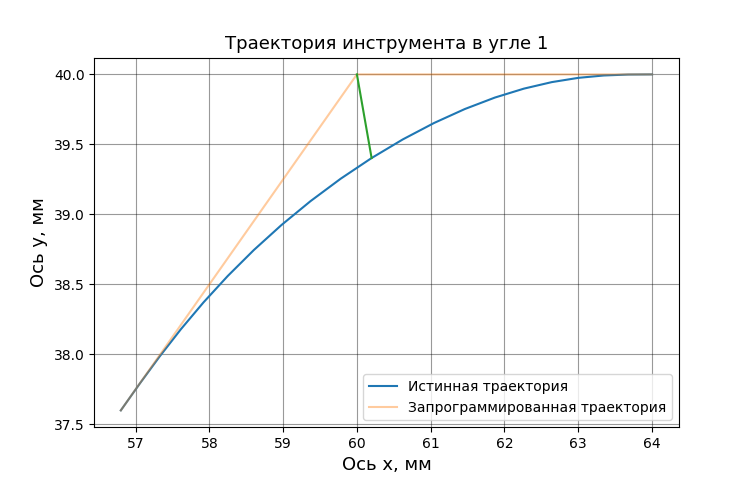 Траектория инструмента в угле 1
Ось y, мм
40.0
39.5
39.0
38.5
38.0
37.5
Истинная траектория
Запрограммированная траектория
57 58 59 60 61 62 63 64
Ось x, мм